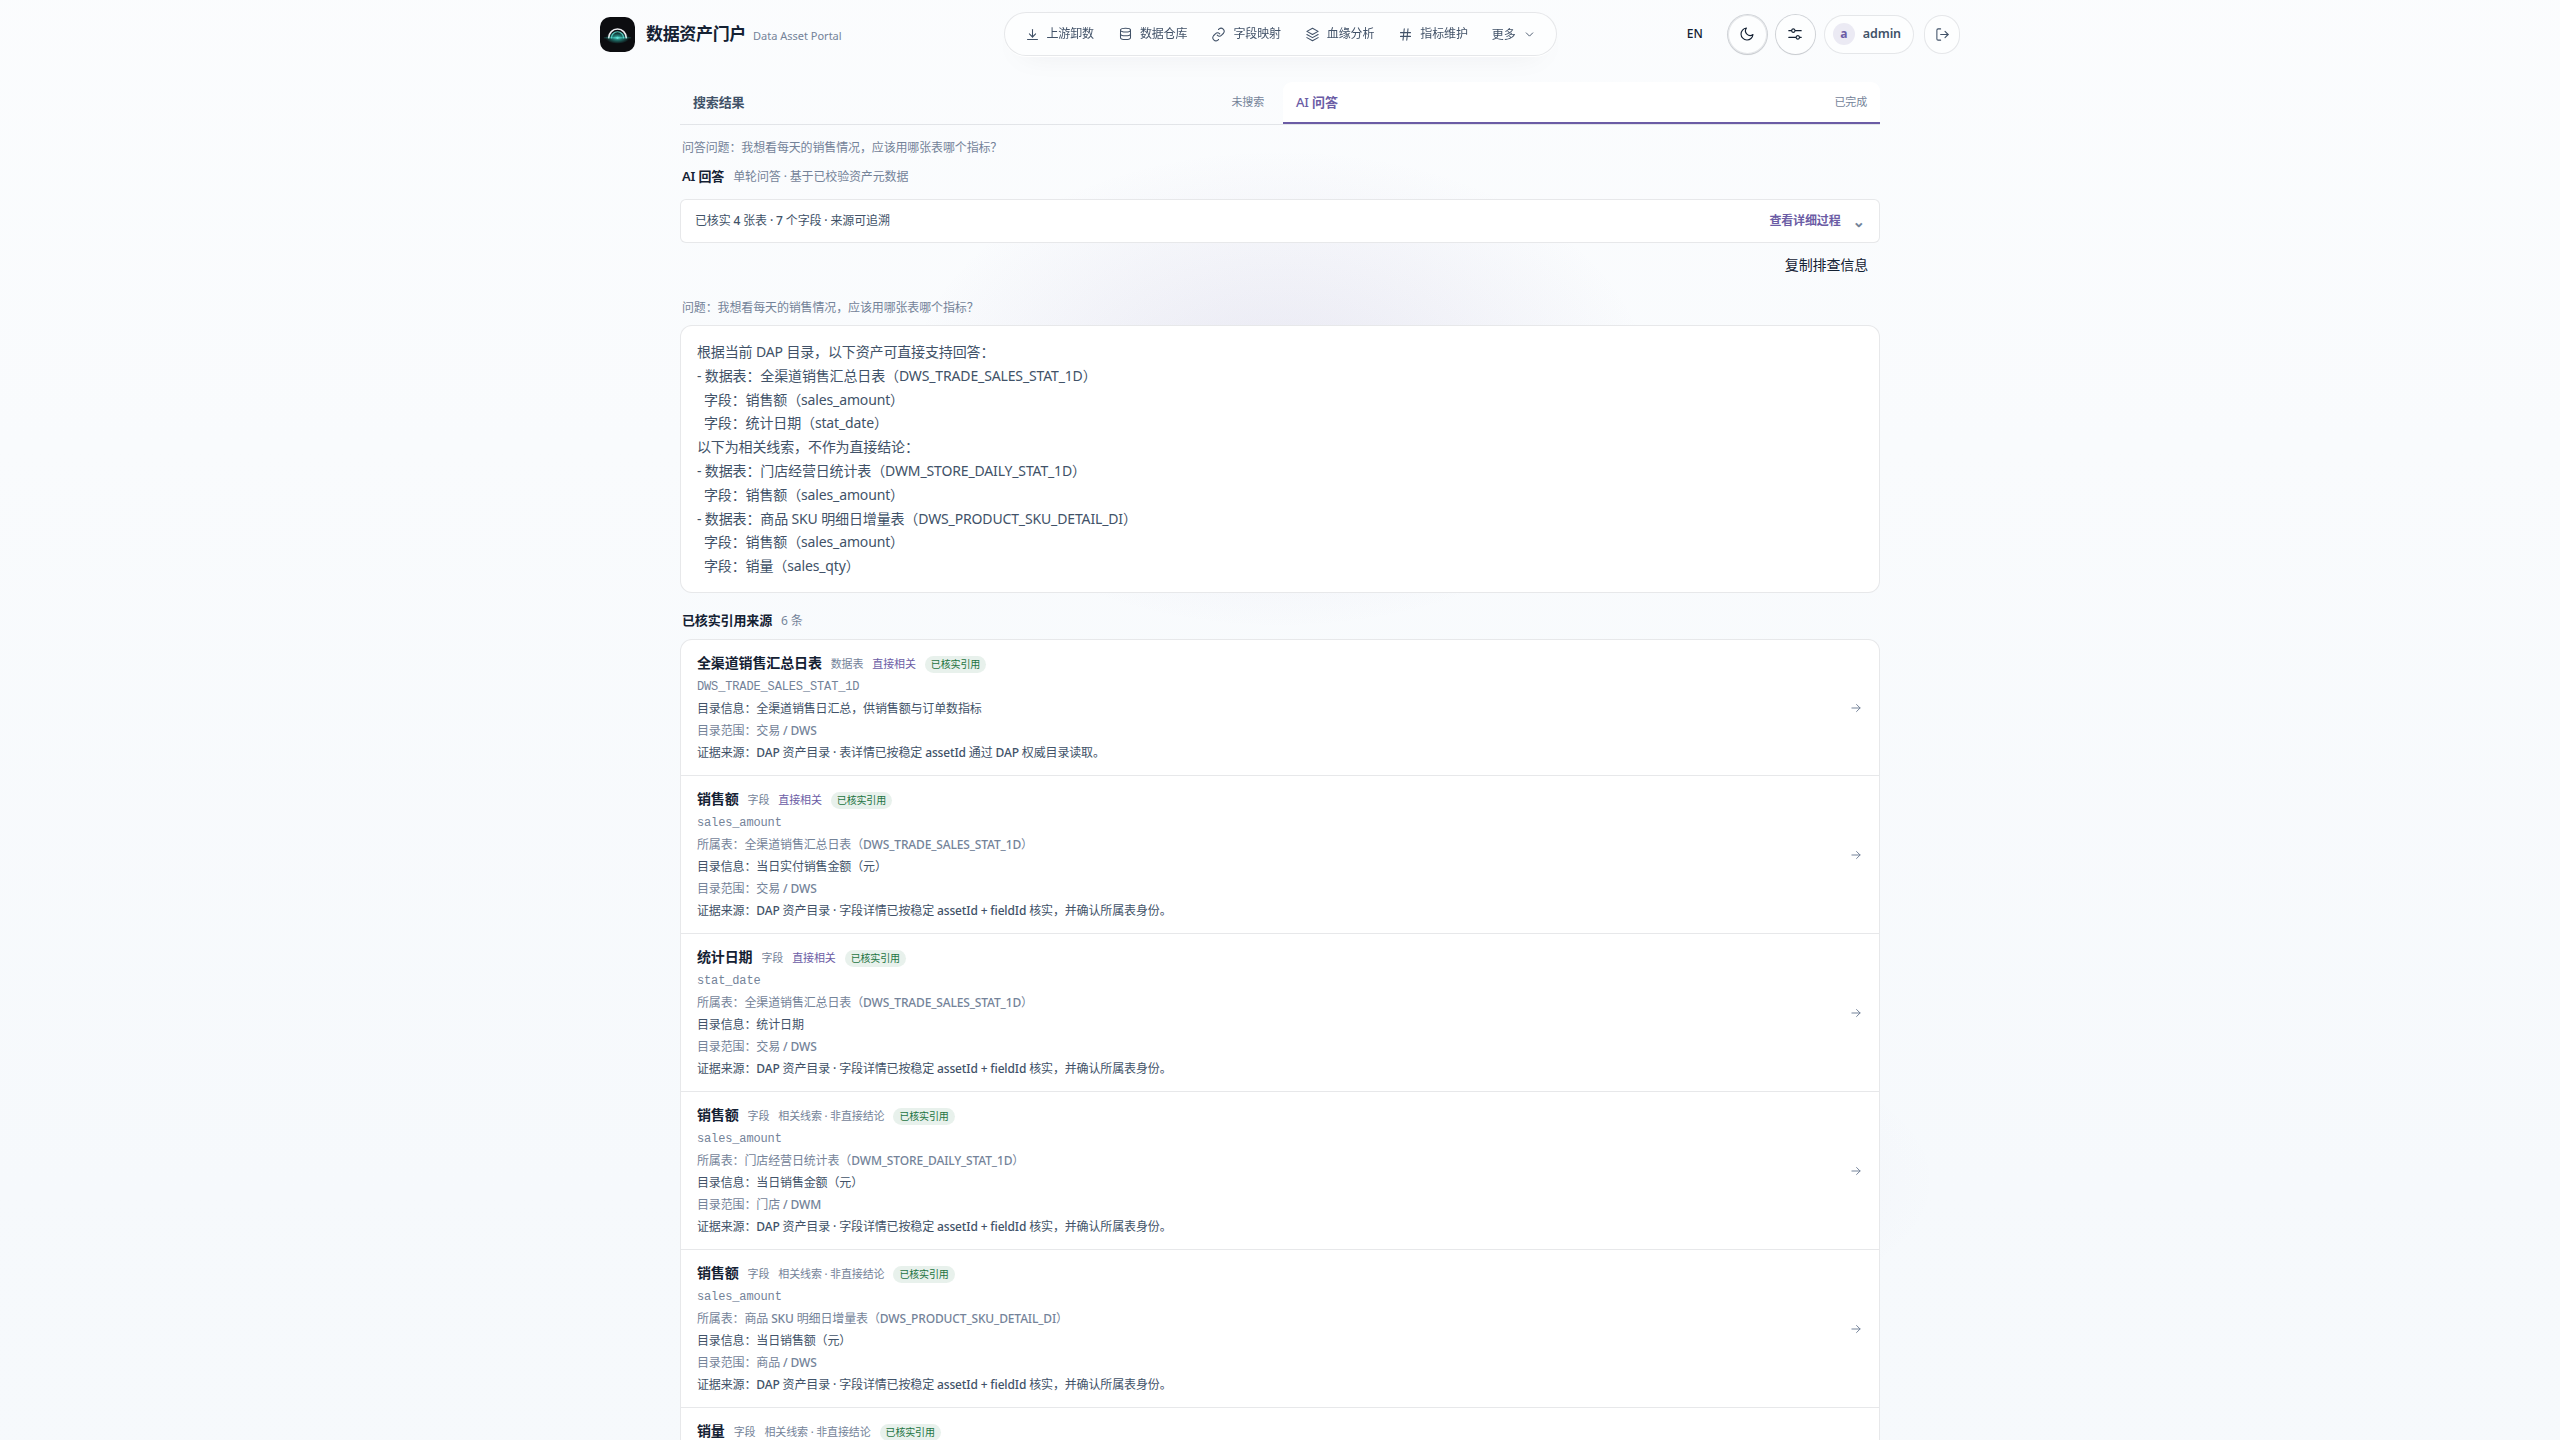 数据资产门户 Data Asset Portal
上游卸数 数据仓库 字段映射 血缘分析 指标维护 更多
EN a admin
搜索结果 未搜索 AI 问答 已完成
问答问题：我想看每天的销售情况，应该用哪张表哪个指标？
AI 回答 单轮问答 · 基于已校验资产元数据
已核实 4 张表 · 7 个字段 · 来源可追溯 查看详细过程
复制排查信息
问题：我想看每天的销售情况，应该用哪张表哪个指标？
根据当前 DAP 目录，以下资产可直接支持回答：
- 数据表：全渠道销售汇总日表（DWS_TRADE_SALES_STAT_1D）
字段：销售额（sales_amount）
字段：统计日期（stat_date）
以下为相关线索，不作为直接结论：
- 数据表：门店经营日统计表（DWM_STORE_DAILY_STAT_1D）
字段：销售额（sales_amount）
- 数据表：商品 SKU 明细日增量表（DWS_PRODUCT_SKU_DETAIL_DI）
字段：销售额（sales_amount）
字段：销量（sales_qty）
已核实引用来源 6 条
全渠道销售汇总日表 数据表 直接相关 已核实引用
DWS_TRADE_SALES_STAT_1D
目录信息：全渠道销售日汇总，供销售额与订单数指标
目录范围：交易 / DWS
证据来源：DAP 资产目录 · 表详情已按稳定 assetId 通过 DAP 权威目录读取。
销售额 字段 直接相关 已核实引用
sales_amount
所属表：全渠道销售汇总日表（DWS_TRADE_SALES_STAT_1D）
目录信息：当日实付销售金额（元）
目录范围：交易 / DWS
证据来源：DAP 资产目录 · 字段详情已按稳定 assetId + fieldId 核实，并确认所属表身份。
统计日期 字段 直接相关 已核实引用
stat_date
所属表：全渠道销售汇总日表（DWS_TRADE_SALES_STAT_1D）
目录信息：统计日期
目录范围：交易 / DWS
证据来源：DAP 资产目录 · 字段详情已按稳定 assetId + fieldId 核实，并确认所属表身份。
销售额 字段 相关线索 · 非直接结论 已核实引用
sales_amount
所属表：门店经营日统计表（DWM_STORE_DAILY_STAT_1D）
目录信息：当日销售金额（元）
目录范围：门店 / DWM
证据来源：DAP 资产目录 · 字段详情已按稳定 assetId + fieldId 核实，并确认所属表身份。
销售额 字段 相关线索 · 非直接结论 已核实引用
sales_amount
所属表：商品 SKU 明细日增量表（DWS_PRODUCT_SKU_DETAIL_DI）
目录信息：当日销售额（元）
目录范围：商品 / DWS
证据来源：DAP 资产目录 · 字段详情已按稳定 assetId + fieldId 核实，并确认所属表身份。
销量 字段 相关线索 · 非直接结论 已核实引用